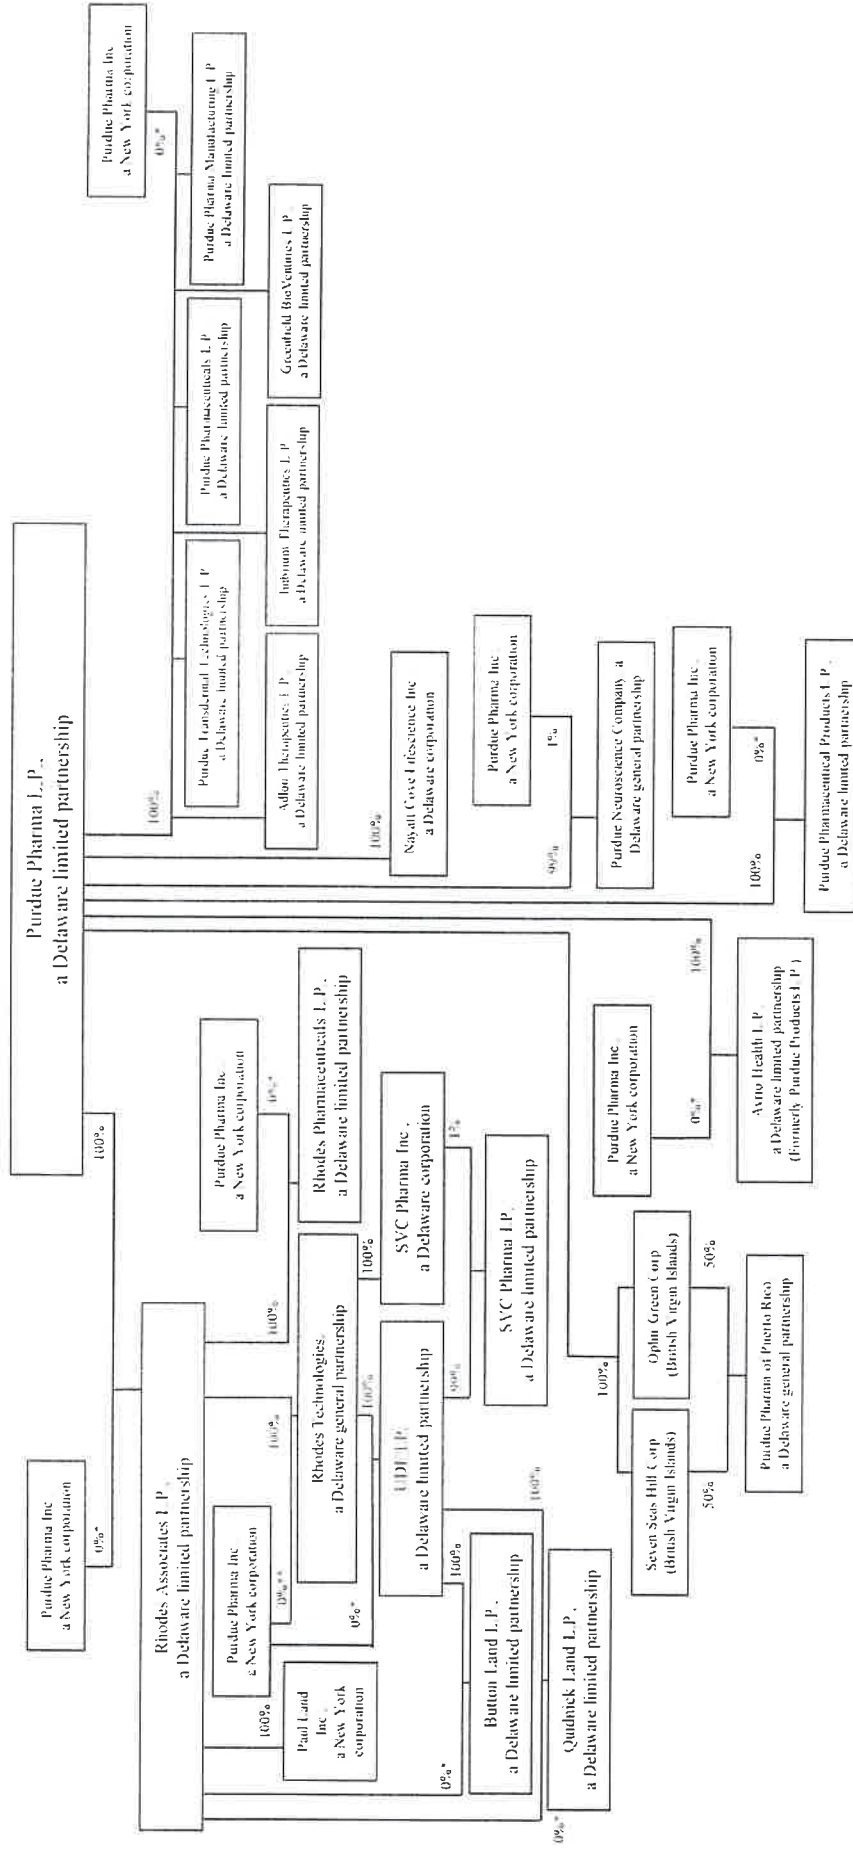 Purdue Pharma L.P.,
a Delaware limited partnership
Purdue Pharma Inc
a New York corporation
0%*
100%
Rhodes Associates L.P.,
a Delaware limited partnership
Purdue Pharma Inc
a New York corporation
0%**
100%
100%
Purdue Pharma Inc
a New York corporation
0%*
Paul Land
Inc.,
a New York
corporation
100%
Rhodes Technologies,
a Delaware general partnership
Rhodes Pharmaceuticals L.P.,
a Delaware limited partnership
0%*
100%
100%
UDF LP,
a Delaware limited partnership
SVC Pharma Inc.,
a Delaware corporation
0%*
100%
99%
1%
Button Land L.P.,
a Delaware limited partnership
SVC Pharma LP,
a Delaware limited partnership
0%*
100%
Quidnick Land L.P.,
a Delaware limited partnership
100%
Seven Seas Hill Corp
(British Virgin Islands)
Ophir Green Corp
(British Virgin Islands)
50%
50%
Purdue Pharma of Puerto Rico
a Delaware general partnership
Purdue Pharma Inc.,
a New York corporation
0%*
100%
Avrio Health L.P.,
a Delaware limited partnership
(Formerly Purdue Products L.P.)
100%
Purdue Pharma Inc
a New York corporation
0%*
Purdue Transdermal Technologies L.P.
a Delaware limited partnership
Purdue Pharmaceuticals L.P.
a Delaware limited partnership
Purdue Pharma Manufacturing L.P.
a Delaware limited partnership
Adlon Therapeutics L.P.,
a Delaware limited partnership
Imbrium Therapeutics L.P.
a Delaware limited partnership
Greenfield BioVentures L.P.,
a Delaware limited partnership
100%
Nayatt Cove Lifescience Inc
a Delaware corporation
Purdue Pharma Inc.,
a New York corporation
99%
1%
Purdue Neuroscience Company a
Delaware general partnership
Purdue Pharma Inc.,
a New York corporation
100%
0%*
Purdue Pharmaceutical Products L.P.,
a Delaware limited partnership